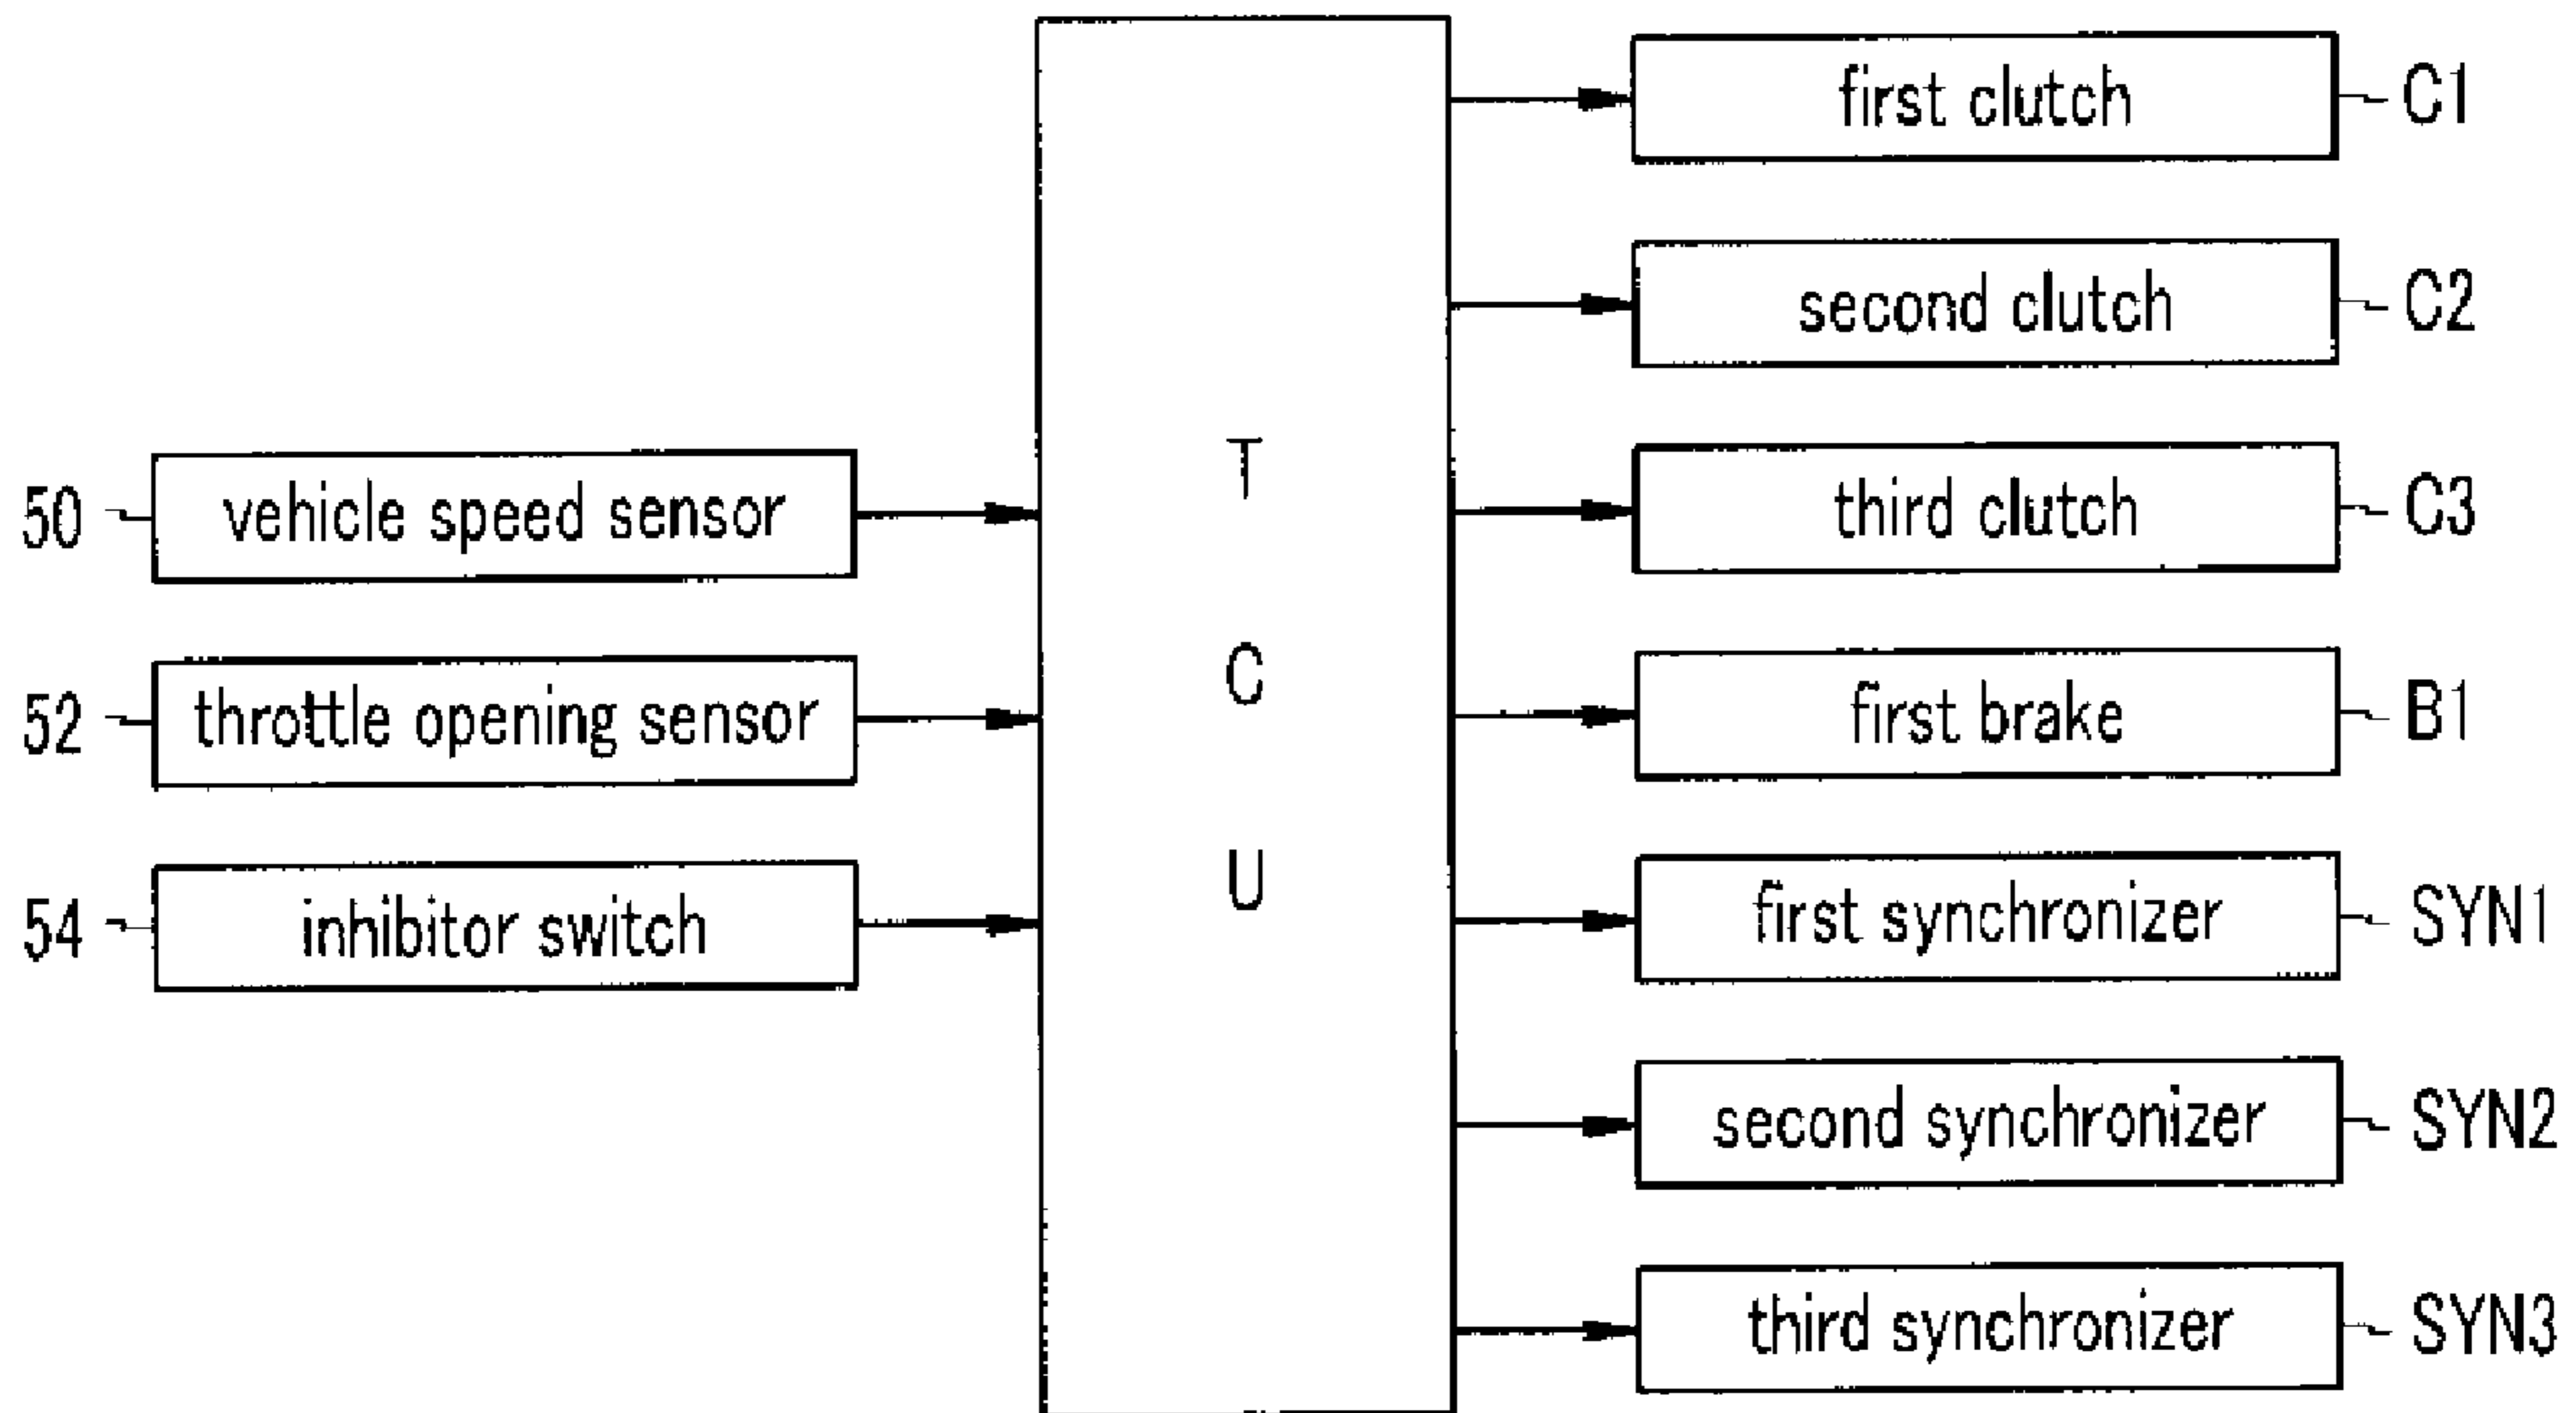 50
vehicle speed sensor
52
throttle opening sensor
54
inhibitor switch
T
C
U
first clutch
C1
second clutch
C2
third clutch
C3
first brake
B1
first synchronizer
SYN1
second synchronizer
SYN2
third synchronizer
SYN3